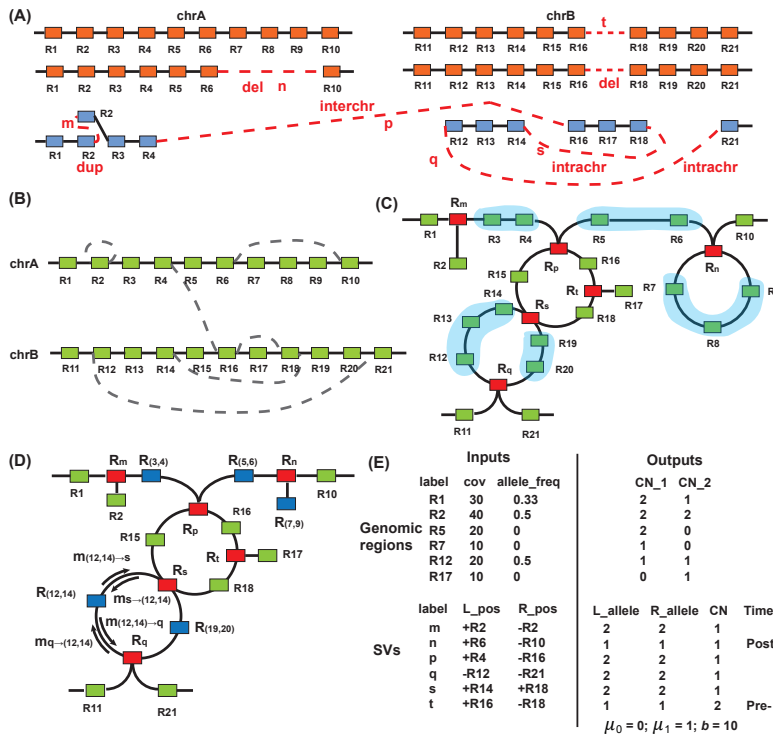 (A)
chrA
chrB
R1 R2 R3 R4 R5 R6 R7 R8 R9 R10
t
R11 R12 R13 R14 R15 R16 R18 R19 R20 R21
R1 R2 R3 R4 R5 R6 del n R10
R11 R12 R13 R14 R15 R16 del R18 R19 R20 R21
interchr
m R2
p
R1 R2 R3 R4
dup
q R12 R13 R14 s R16 R17 R18 R21
intrachr intrachr
(B)
chrA
R1 R2 R3 R4 R5 R6 R7 R8 R9 R10
chrB
R11 R12 R13 R14 R15 R16 R17 R18 R19 R20 R21
(C)
Rm
R1 R3 R4 R5 R6 R10
R2 Rp R16 Rn
R15
R14 Rt R7 R
R13 Rs R18 R17
R8
R12 R19
R20
Rq
R11 R21
(D)
Rm R(3,4) R(5,6) Rn
R1 R10
R2 R16 R(7,9)
Rp
R15 Rt R17
m(12,14)→s Rs
R18
R(12,14) ms→(12,14)
m(12,14)→q
mq→(12,14) Rq R(19,20)
R11 R21
(E)
Inputs Outputs
label cov allele_freq CN_1 CN_2
Genomic regions
R1 30 0.33 2 1
R2 40 0.5 2 2
R5 20 0 2 0
R7 10 0 1 0
R12 20 0.5 1 1
R17 10 0 0 1
label L_pos R_pos L_allele R_allele CN Time
SVs
m +R2 -R2 2 2 1
n +R6 -R10 1 1 1 Post
p +R4 -R16 2 2 1
q -R12 -R21 2 2 1
s +R14 +R18 2 2 1
t +R16 -R18 1 1 2 Pre-
μ0 = 0; μ1 = 1; b = 10